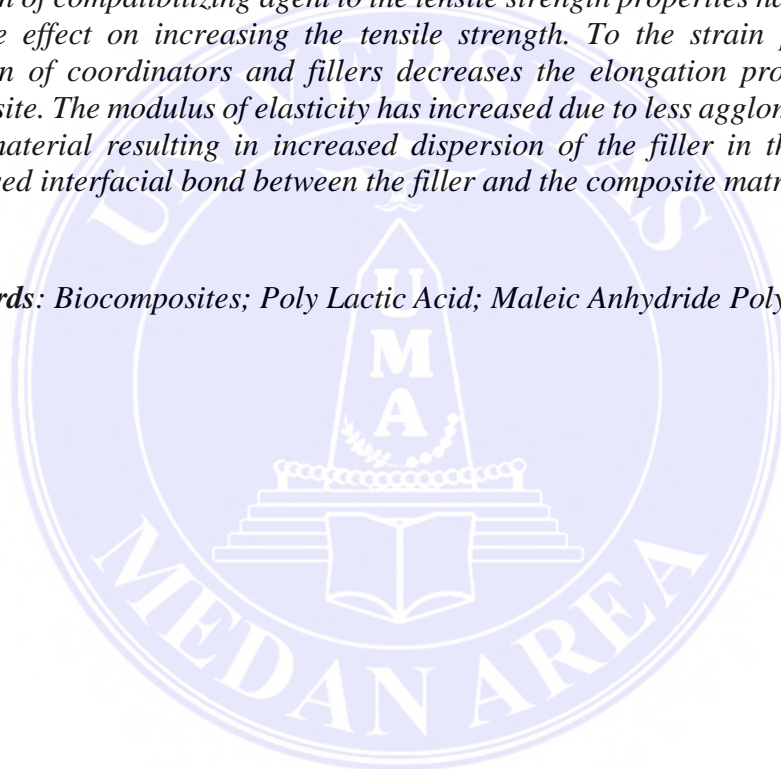 n of compatibilizing agent to the tensile strength properties ha
e effect on increasing the tensile strength. To the strain p
n of coordinators and fillers decreases the elongation pro
site. The modulus of elasticity has increased due to less agglon
material resulting in increased dispersion of the filler in th
ed interfacial bond between the filler and the composite matr
rds: Biocomposites; Poly Lactic Acid; Maleic Anhydride Poly
UNIVERSITAS
U
M
A
MEDAN AREA